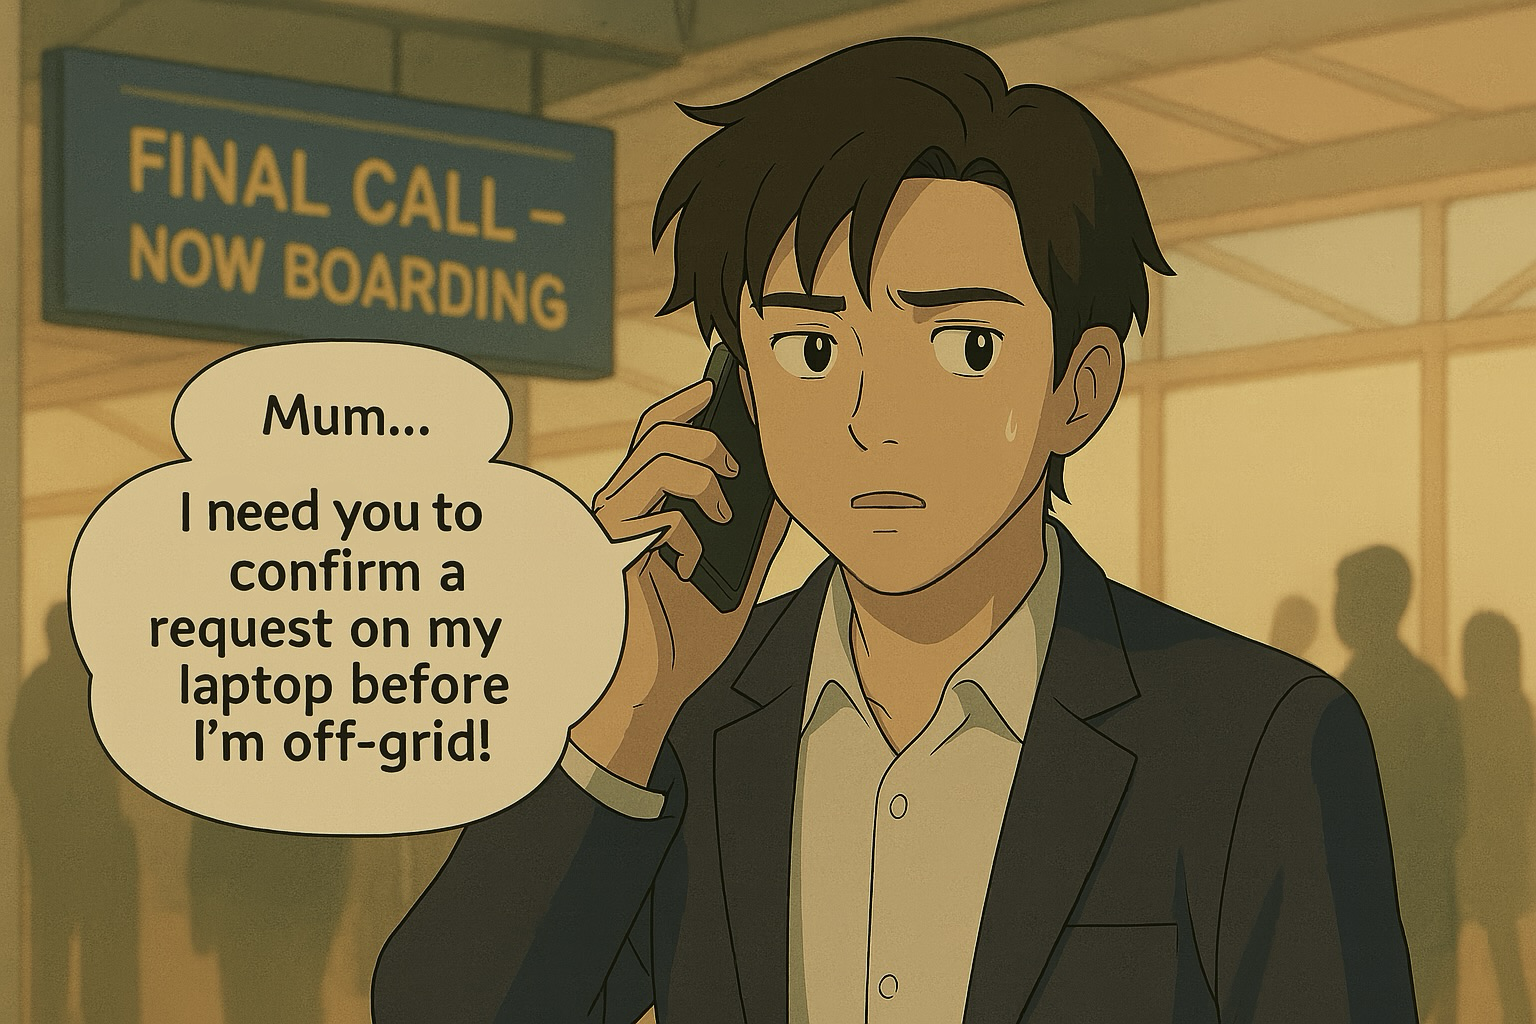 FINAL CALL –
NOW BOARDING
Mum...
I need you to
confirm a
request on my
laptop before
I'm off-grid!